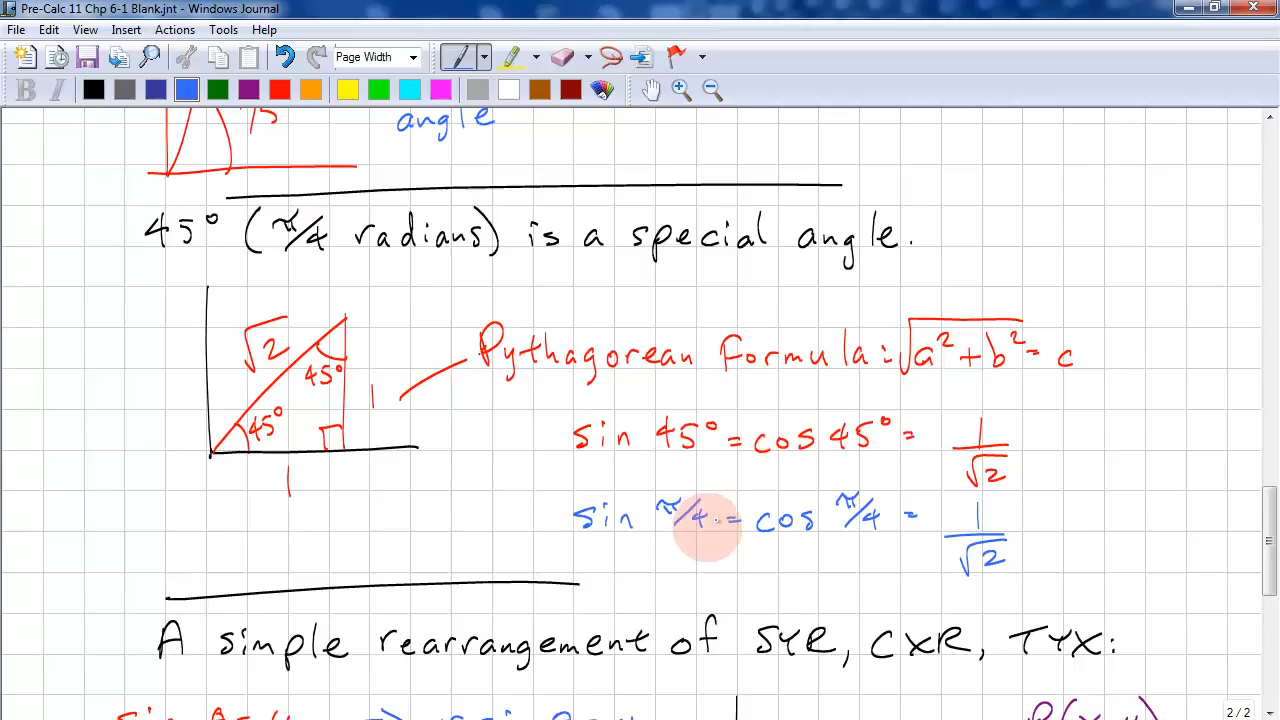 Pre-Calc 11 Chp 6-1 Blank.jnt - Windows Journal
File Edit View Insert Actions Tools Help
Page Width
B I
angle
45° (π/4 radians) is a special angle.
√2
45°
45°
1
1
Pythagorean formula: √a² + b² = c
sin 45° = cos 45° = 1/√2
sin π/4 = cos π/4 = 1/√2
A simple rearrangement of SYR, CXR, TYX:
2/2